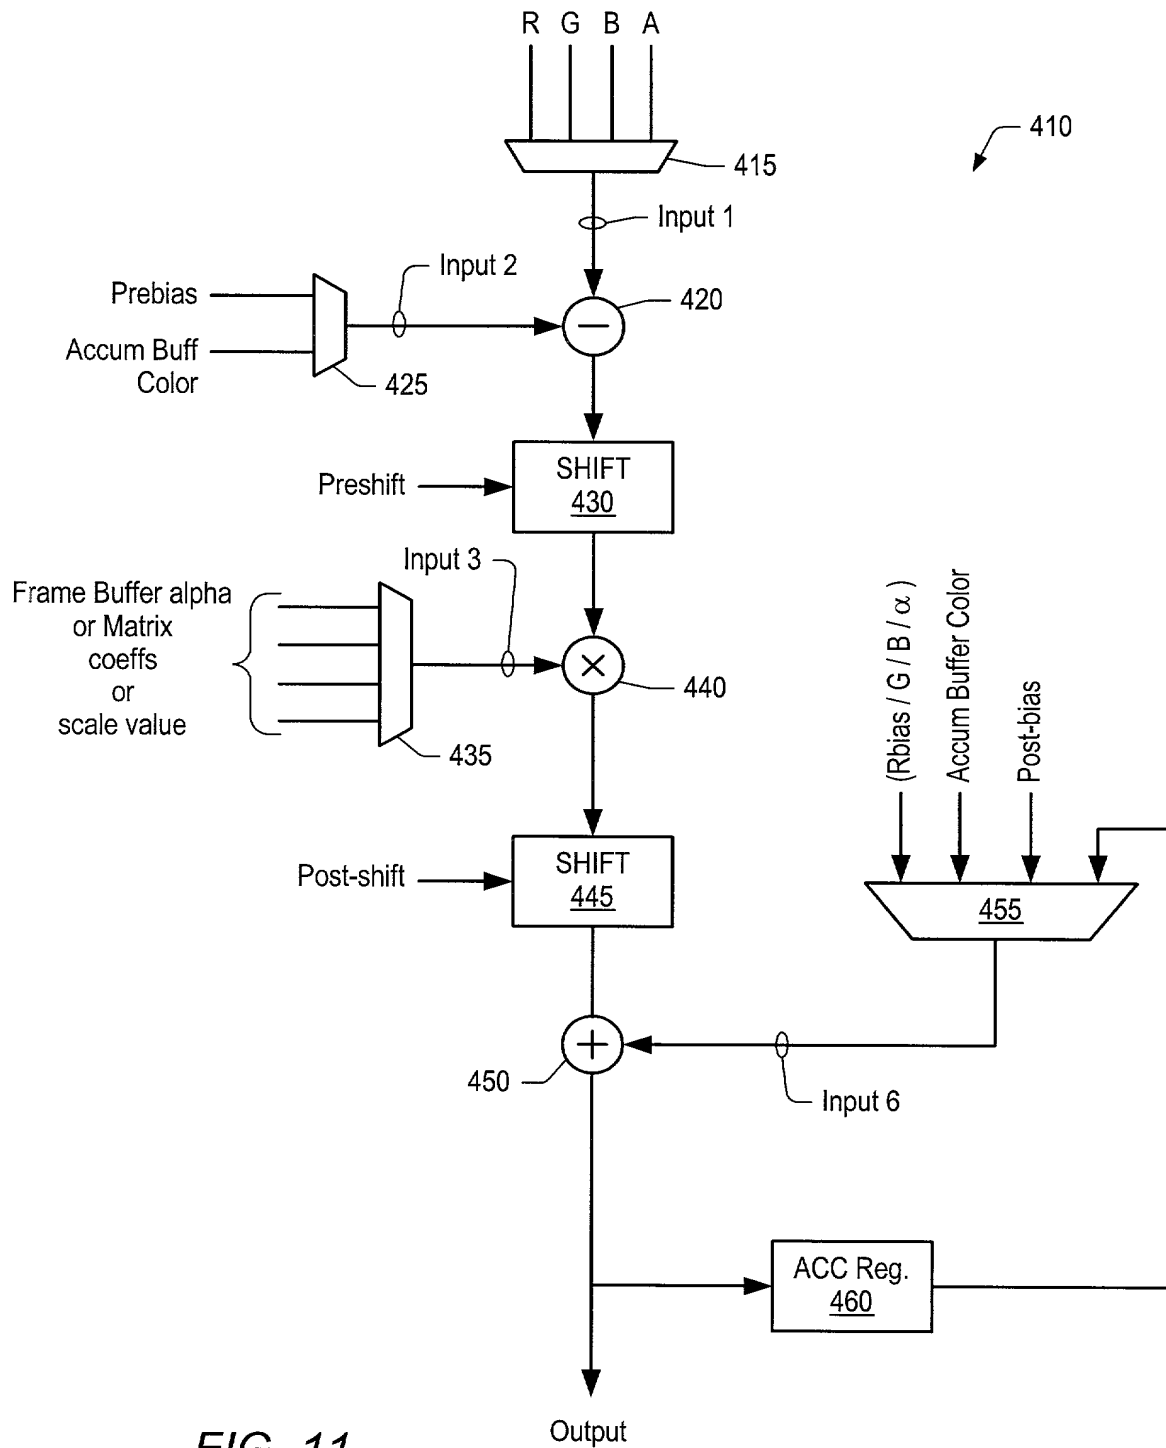 R G B A
410
415
Input 1
Input 2
Prebias
420
Accum Buff
Color
425
Preshift
SHIFT
430
Input 3
Frame Buffer alpha
or Matrix
coeffs
or
scale value
×
440
435
(Rbias / G / B / α )
Accum Buffer Color
Post-bias
Post-shift
SHIFT
445
455
+
450
Input 6
ACC Reg.
460
Output
FIG. 11